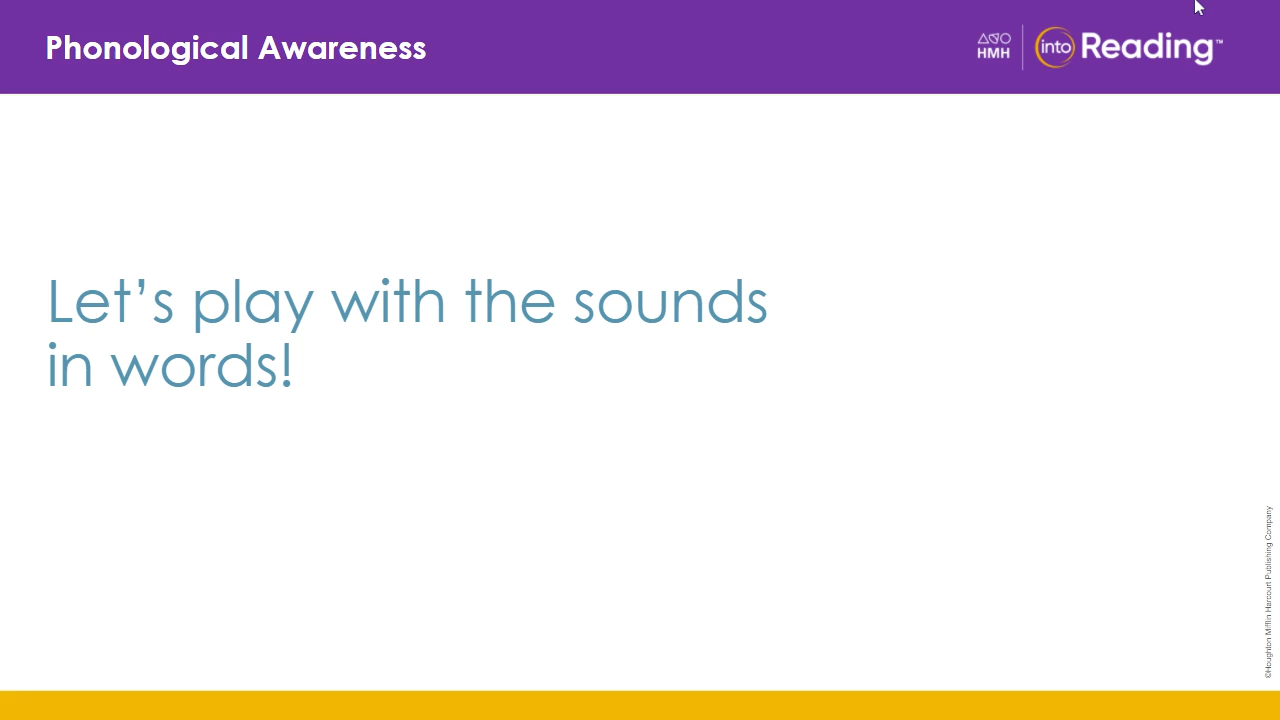 Phonological Awareness
HMH
into Reading™
Let’s play with the sounds
in words!
©Houghton Mifflin Harcourt Publishing Company